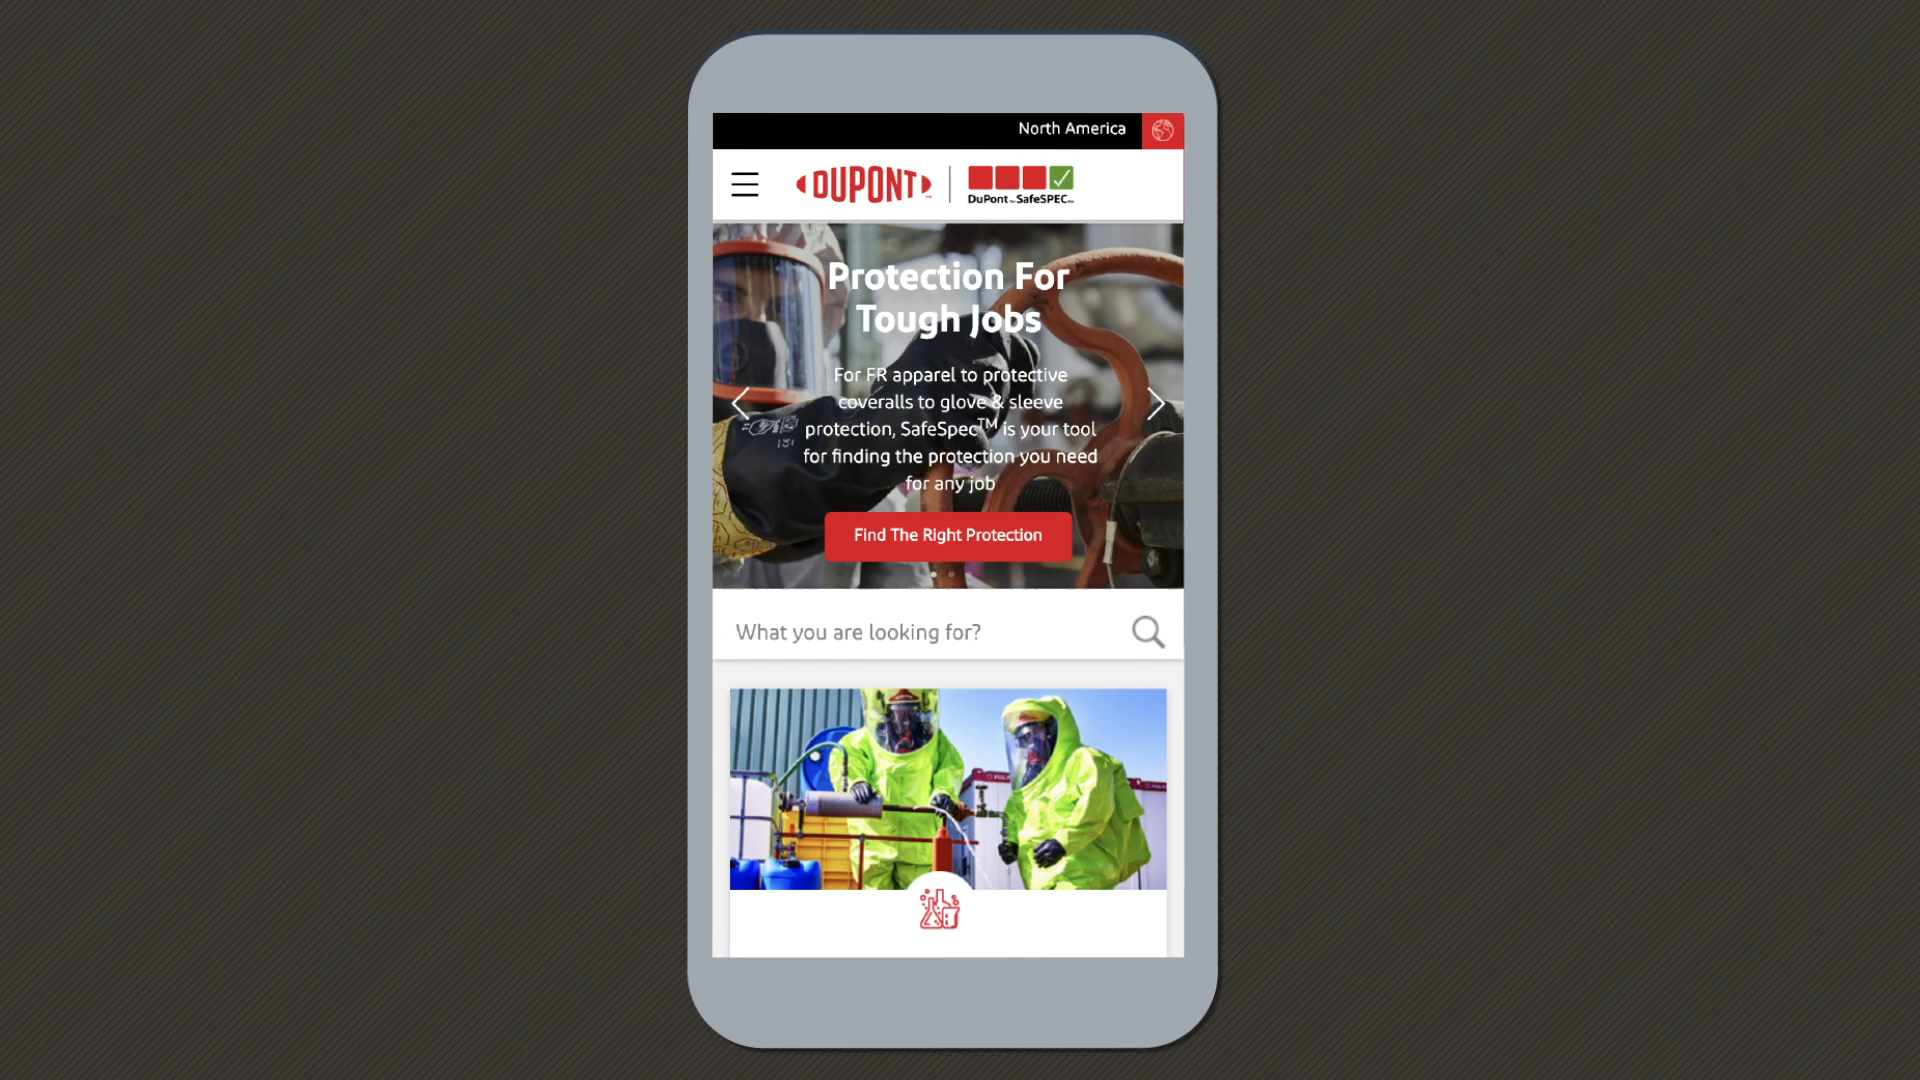 North America
DUPONT
DuPont™ SafeSPEC™
Protection For
Tough Jobs
For FR apparel to protective
coveralls to glove & sleeve
protection, SafeSpec™ is your tool
for finding the protection you need
for any job
Find The Right Protection
What you are looking for?